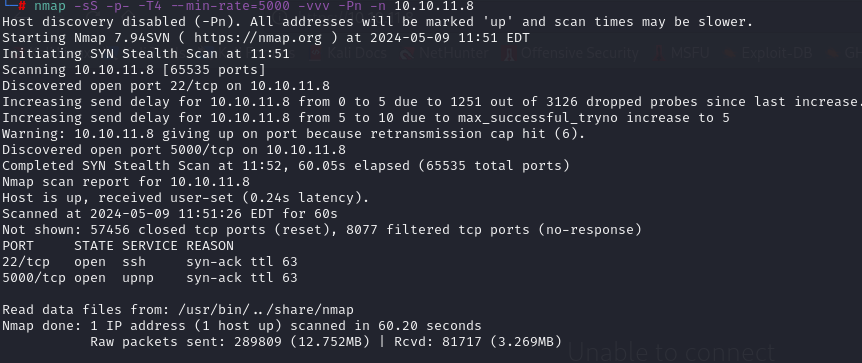 └─# nmap -sS -p- -T4 --min-rate=5000 -vvv -Pn -n 10.10.11.8
Host discovery disabled (-Pn). All addresses will be marked 'up' and scan times may be slower.
Starting Nmap 7.94SVN ( https://nmap.org ) at 2024-05-09 11:51 EDT
Initiating SYN Stealth Scan at 11:51
Kali Docs NetHunter Offensive Security MSFU Exploit-DB
Scanning 10.10.11.8 [65535 ports]
Discovered open port 22/tcp on 10.10.11.8
Increasing send delay for 10.10.11.8 from 0 to 5 due to 1251 out of 3126 dropped probes since last increase.
Increasing send delay for 10.10.11.8 from 5 to 10 due to max_successful_tryno increase to 5
Warning: 10.10.11.8 giving up on port because retransmission cap hit (6).
Discovered open port 5000/tcp on 10.10.11.8
Completed SYN Stealth Scan at 11:52, 60.05s elapsed (65535 total ports)
Nmap scan report for 10.10.11.8
Host is up, received user-set (0.24s latency).
Scanned at 2024-05-09 11:51:26 EDT for 60s
Not shown: 57456 closed tcp ports (reset), 8077 filtered tcp ports (no-response)
PORT     STATE SERVICE REASON
22/tcp   open  ssh     syn-ack ttl 63
5000/tcp open  upnp    syn-ack ttl 63
Read data files from: /usr/bin/../share/nmap
Nmap done: 1 IP address (1 host up) scanned in 60.20 seconds
Raw packets sent: 289809 (12.752MB) | Rcvd: 81717 (3.269MB)
Unable to connect